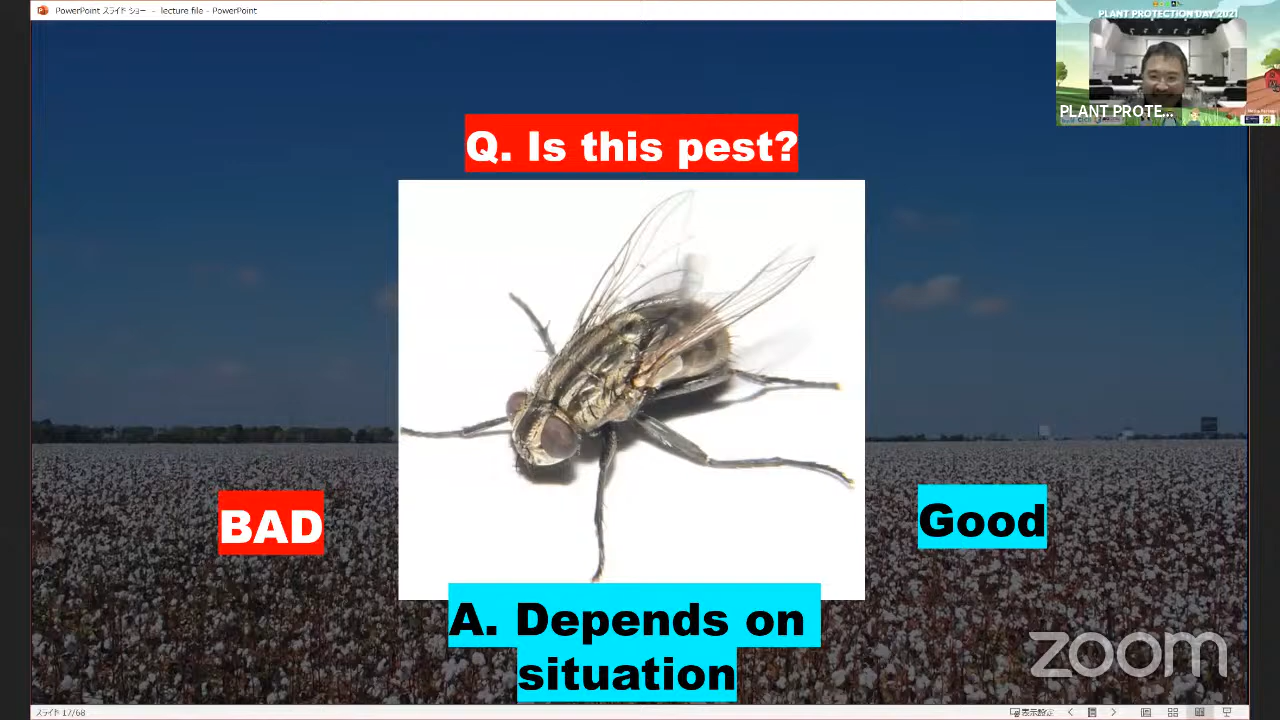 PowerPoint スライド ショー - lecture file - PowerPoint
PLANT PROTECTION DAY 2021
PLANT PROTE...
Q. Is this pest?
BAD
Good
A. Depends on
situation
zoom
スライド 17/68
表示設定